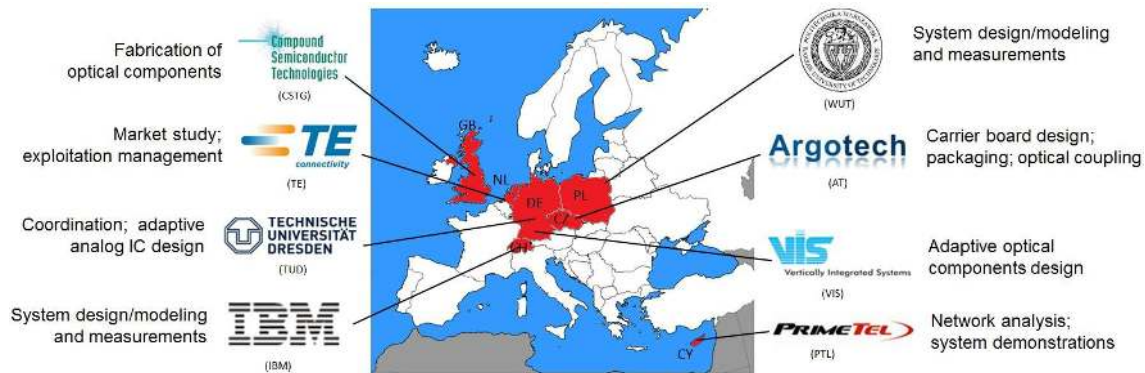 Fabrication of
optical components
Compound
Semiconductor
Technologies
(CSTG)
Market study;
exploitation management
TE
connectivity
(TE)
Coordination; adaptive
analog IC design
TECHNISCHE
UNIVERSITÄT
DRESDEN
(TUD)
System design/modeling
and measurements
IBM
(IBM)
GB
NL
DE
PL
CZ
CH
CY
(WUT)
System design/modeling
and measurements
Argotech
(AT)
Carrier board design;
packaging; optical coupling
VIS
Vertically Integrated Systems
(VIS)
Adaptive optical
components design
PRIMETEL
(PTL)
Network analysis;
system demonstrations